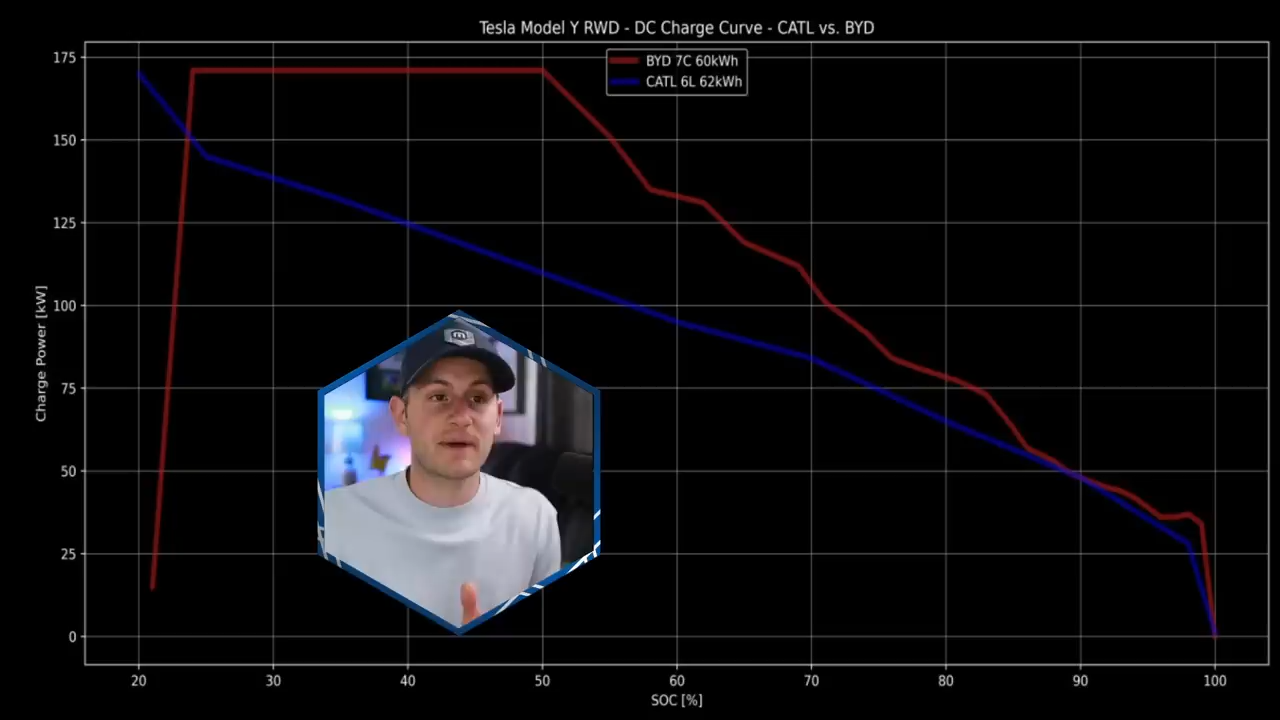 Tesla Model Y RWD - DC Charge Curve - CATL vs. BYD
BYD 7C 60kWh
CATL 6L 62kWh
175
150
125
100
75
50
25
0
Charge Power [kW]
20 30 40 50 60 70 80 90 100
SOC [%]
m